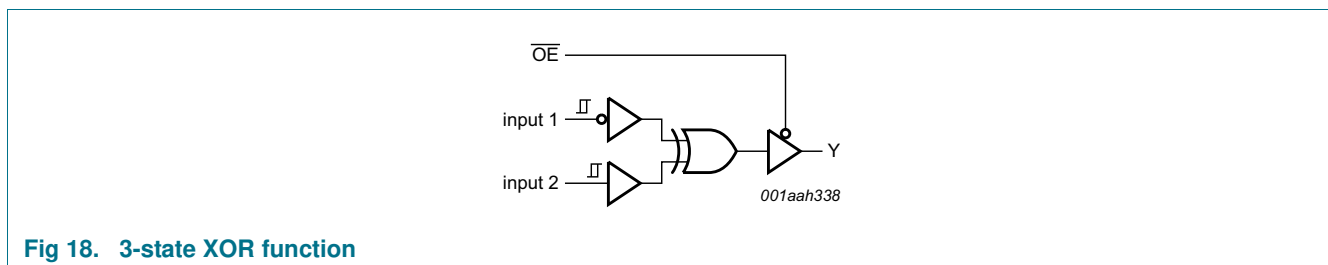 OE
input 1
input 2
Y
001aah338
Fig 18. 3-state XOR function